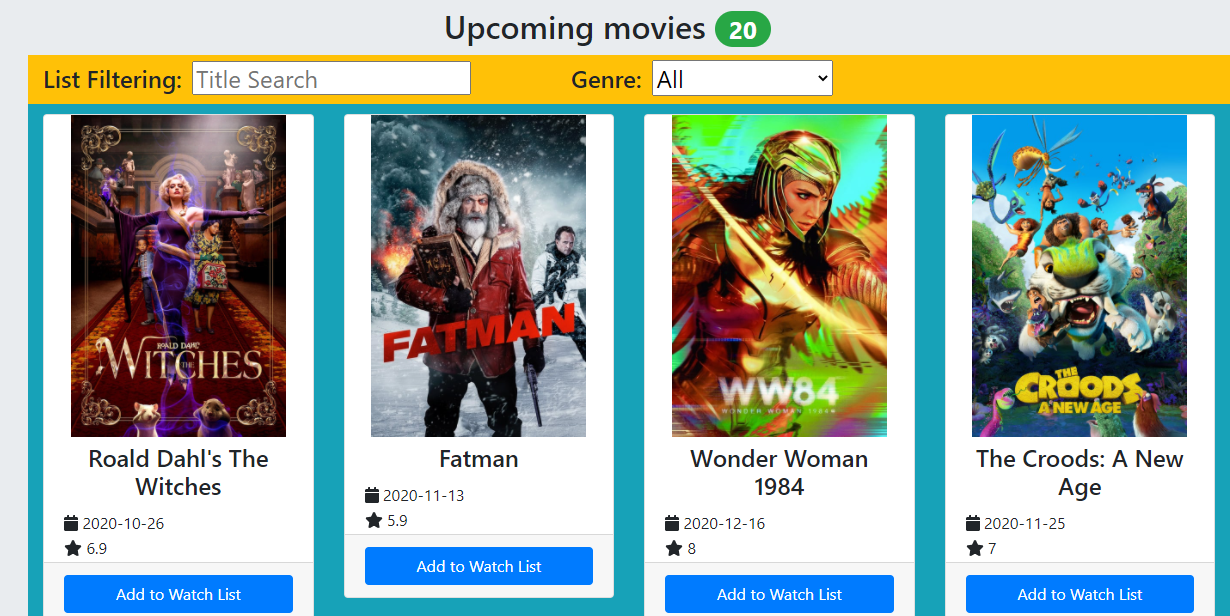 Upcoming movies 20
List Filtering: Title Search Genre: All
ROALD DAHL'S
THE
WITCHES
FATMAN
WW84
WONDER WOMAN 1984
THE
CROODS
A NEW AGE
Roald Dahl's The
Witches
2020-10-26
6.9
Add to Watch List
Fatman
2020-11-13
5.9
Add to Watch List
Wonder Woman
1984
2020-12-16
8
Add to Watch List
The Croods: A New
Age
2020-11-25
7
Add to Watch List